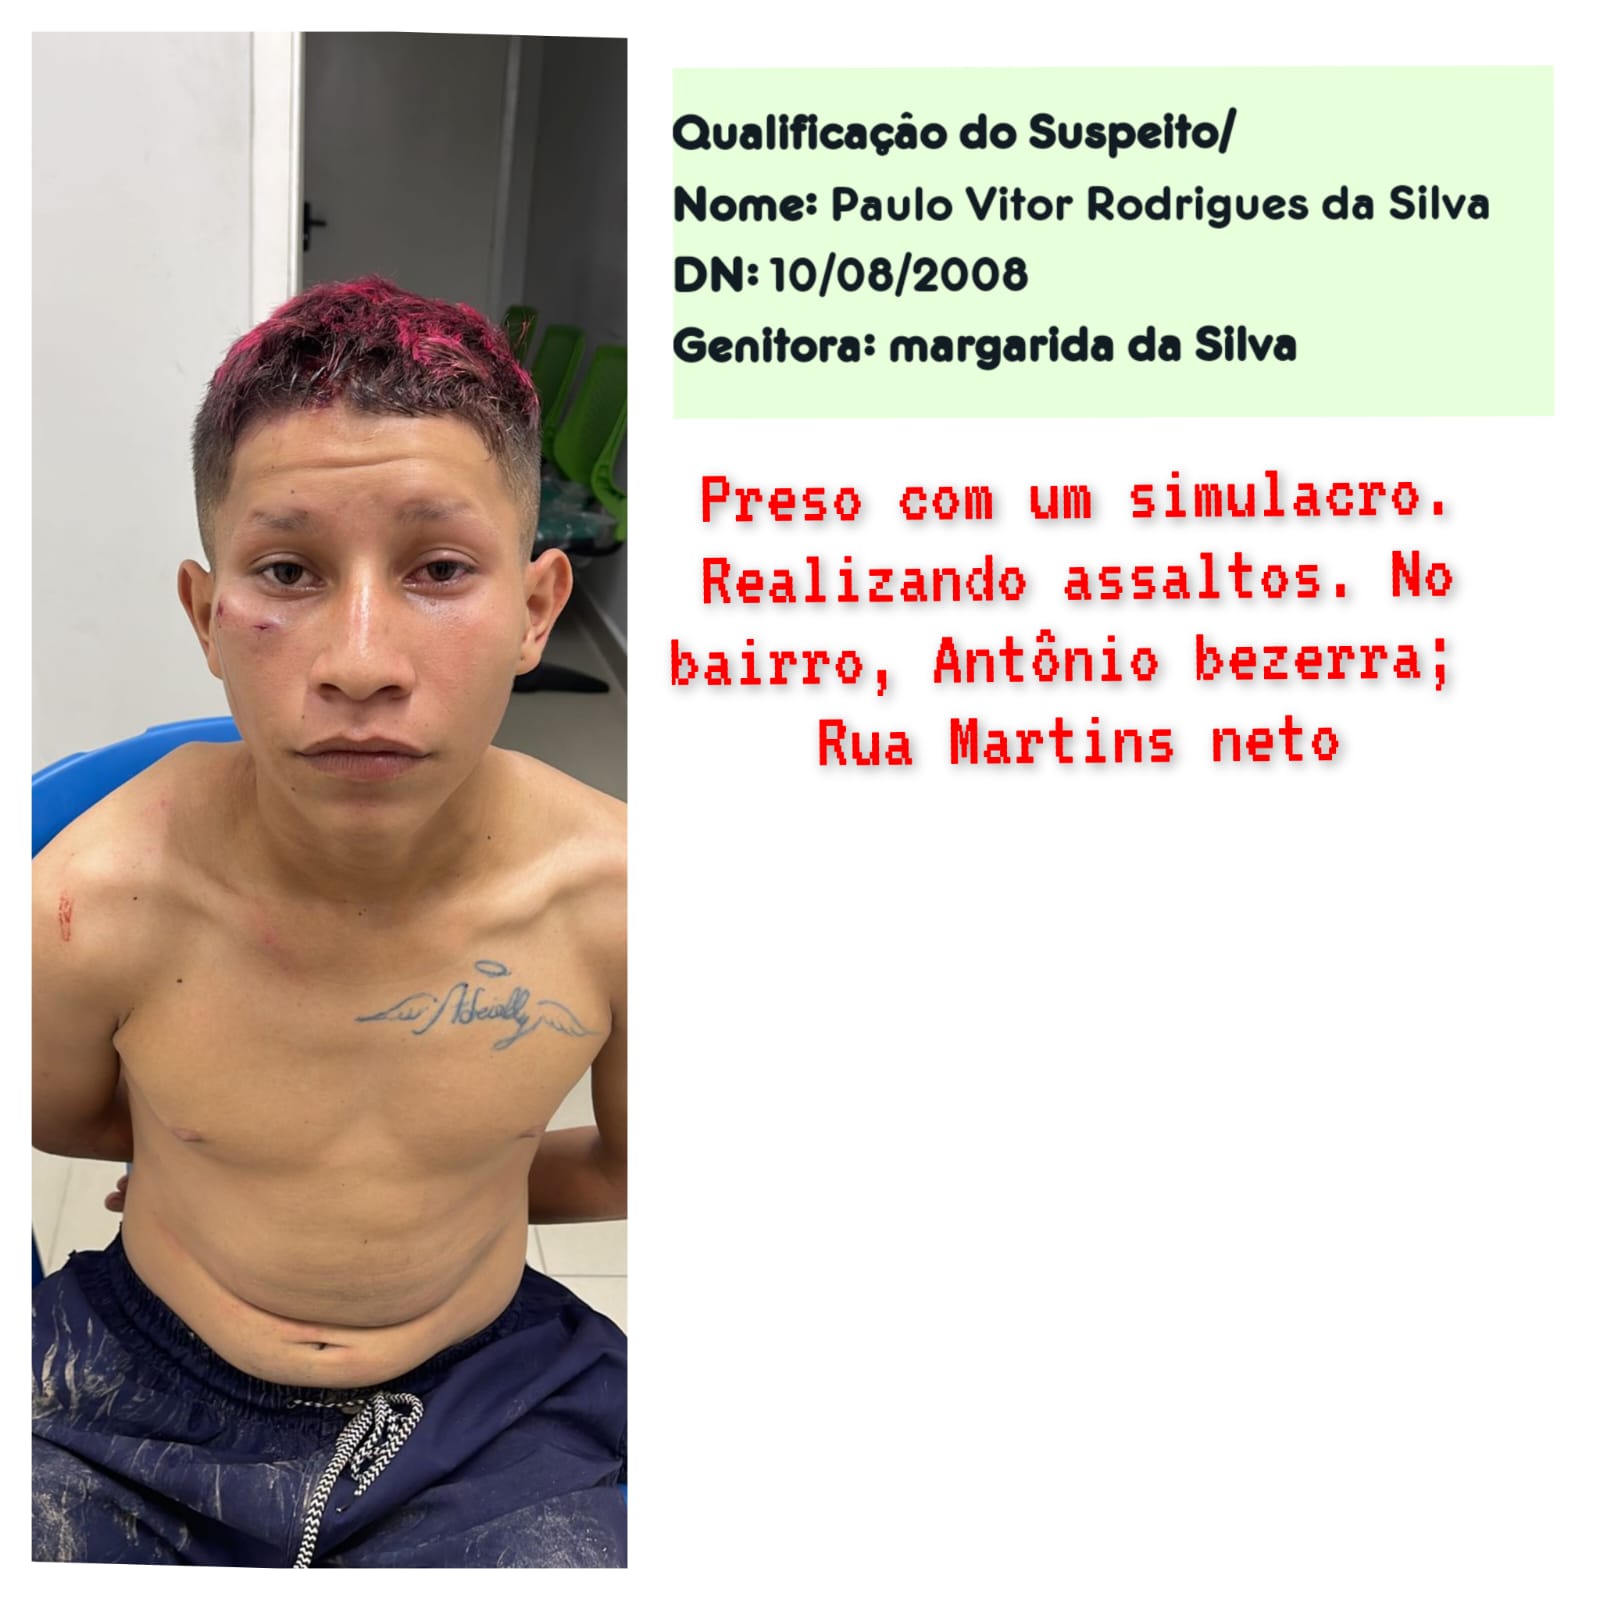 Qualificação do Suspeito/
Nome: Paulo Vitor Rodrigues da Silva
DN: 10/08/2008
Genitora: margarida da Silva
Preso com um simulacro.
Realizando assaltos. No
bairro, Antônio bezerra;
Rua Martins neto